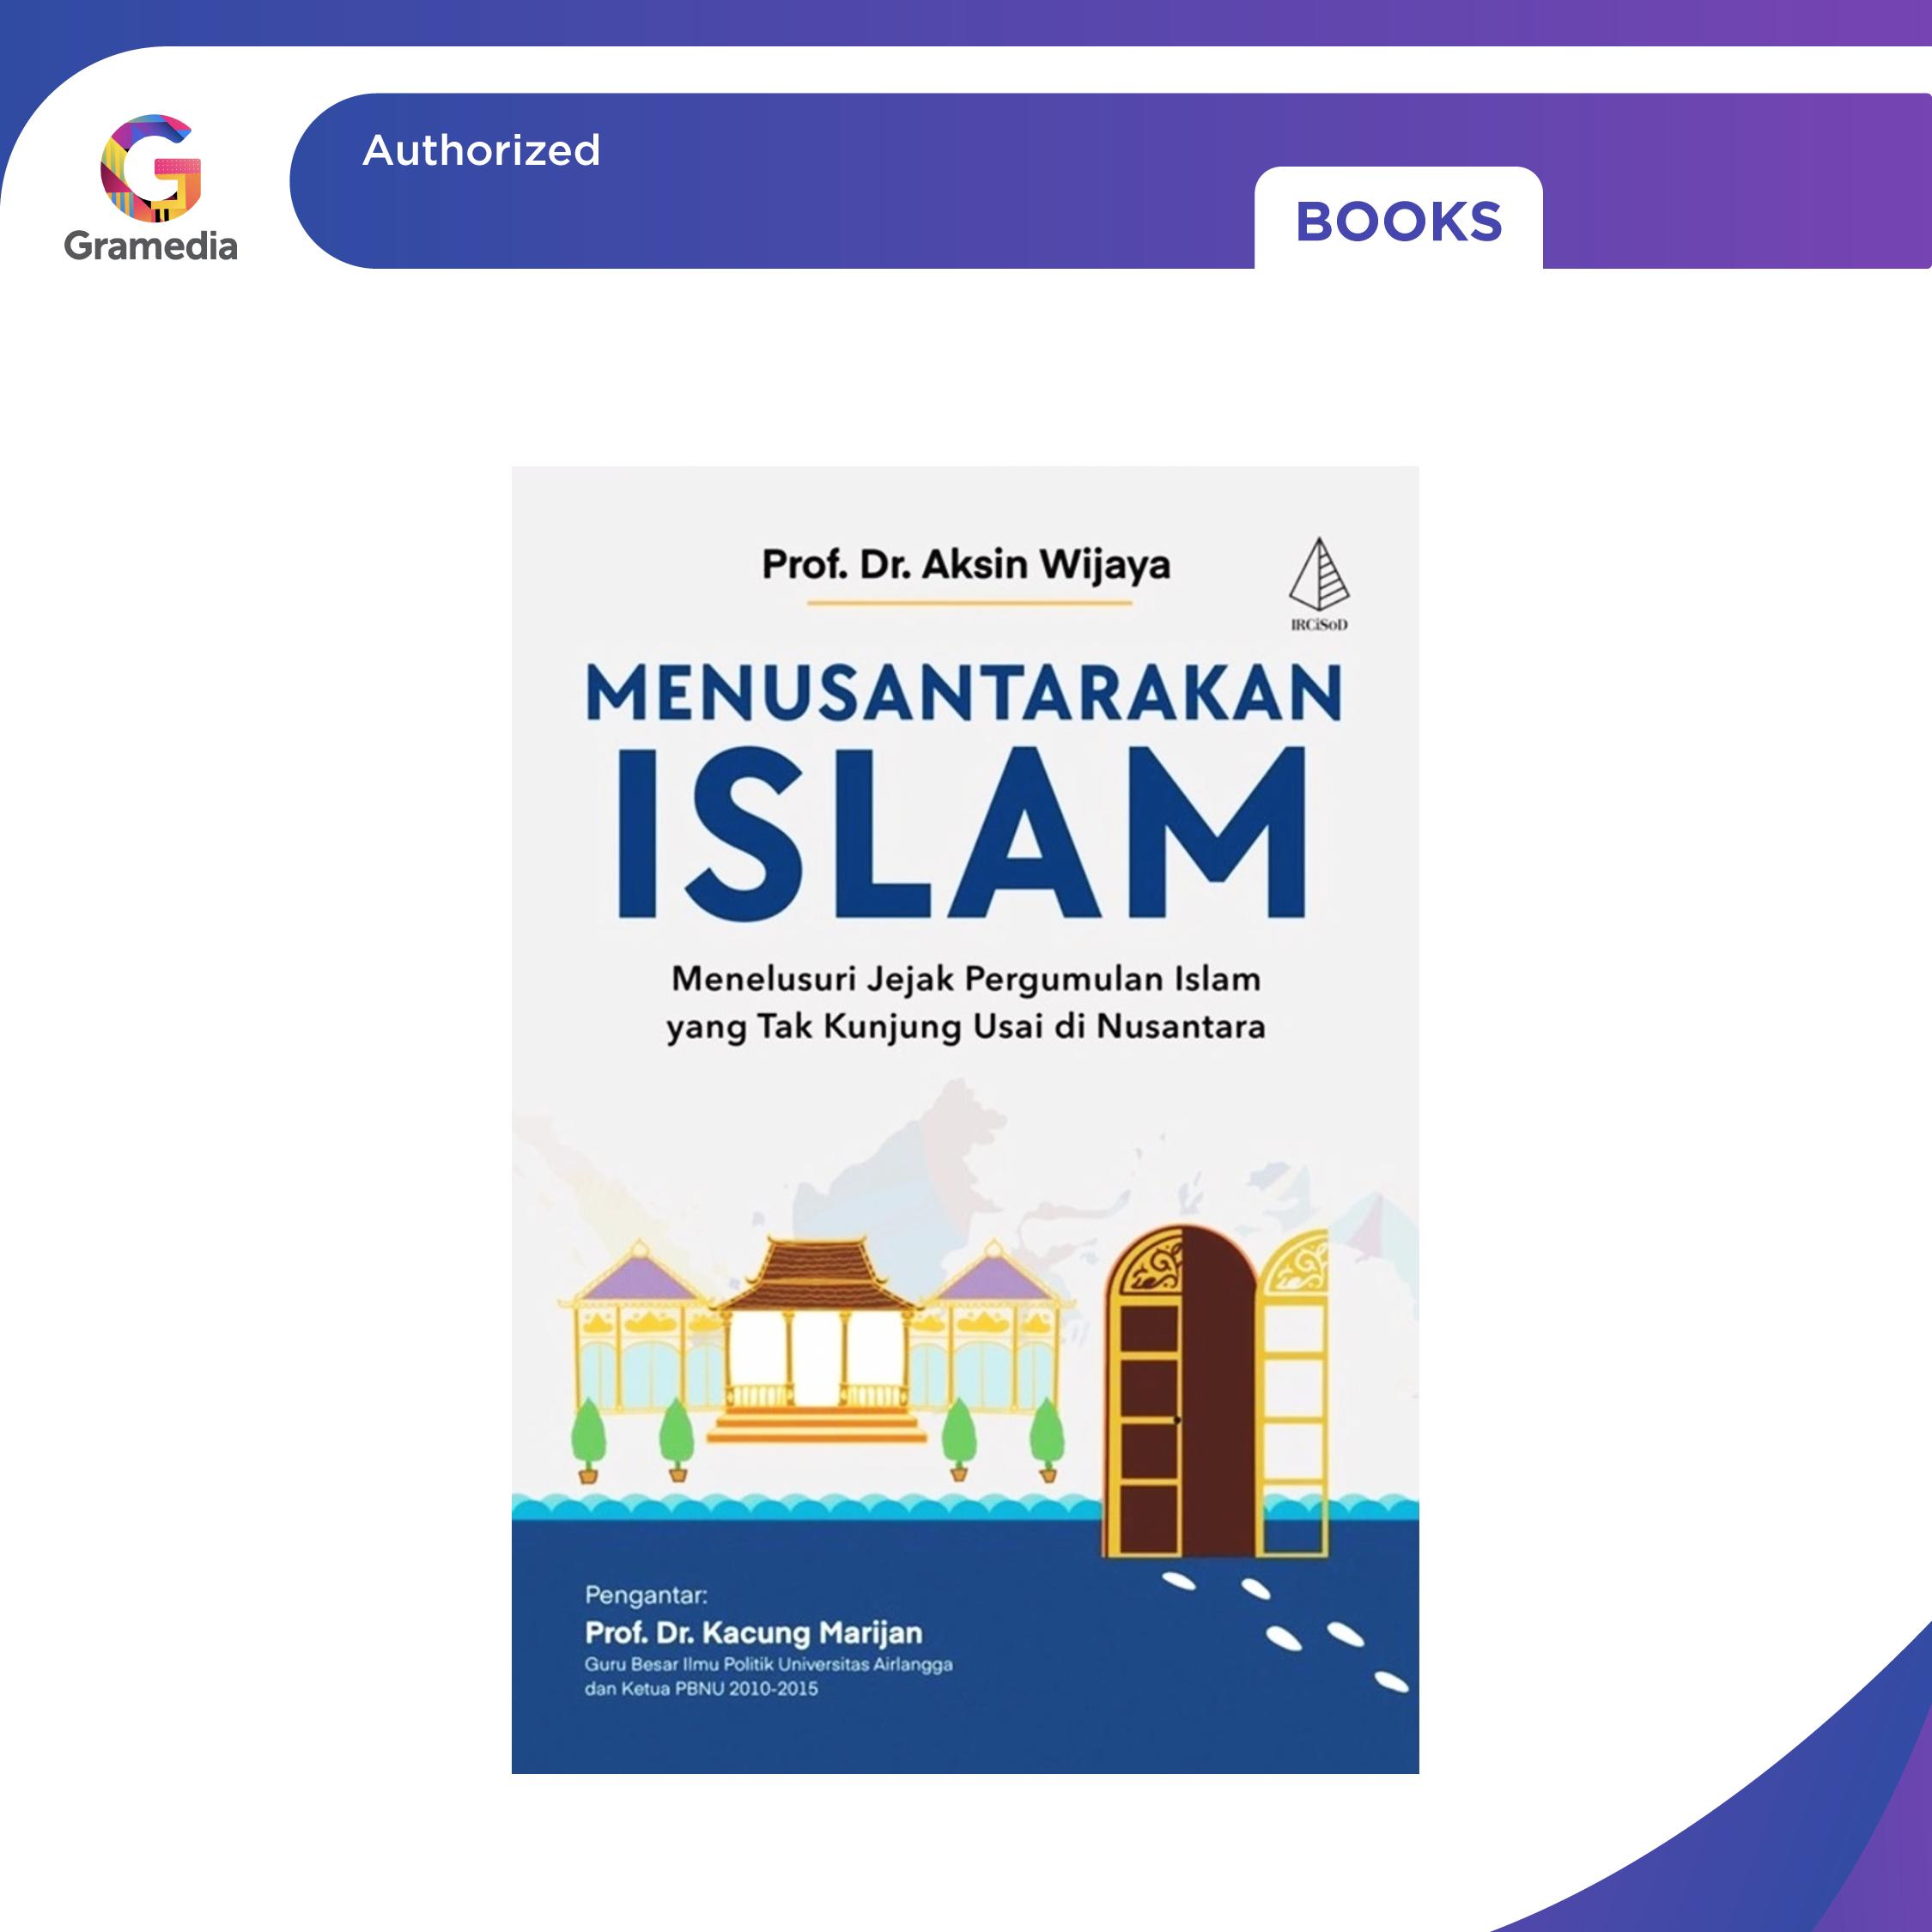 Gramedia
Authorized
BOOKS
Prof. Dr. Aksin Wijaya
IRCiSoD
MENUSANTARAKAN
ISLAM
Menelusuri Jejak Pergumulan Islam
yang Tak Kunjung Usai di Nusantara
Pengantar:
Prof. Dr. Kacung Marijan
Guru Besar Ilmu Politik Universitas Airlangga
dan Ketua PBNU 2010-2015